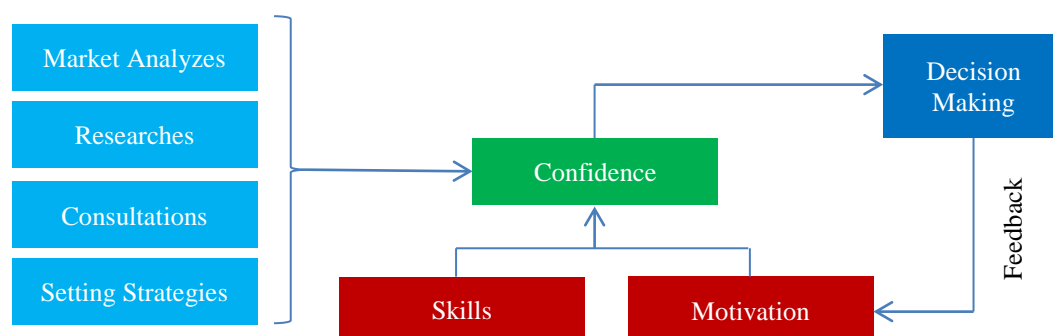 Market Analyzes
Researches
Consultations
Setting Strategies
Confidence
Skills
Motivation
Decision
Making
Feedback